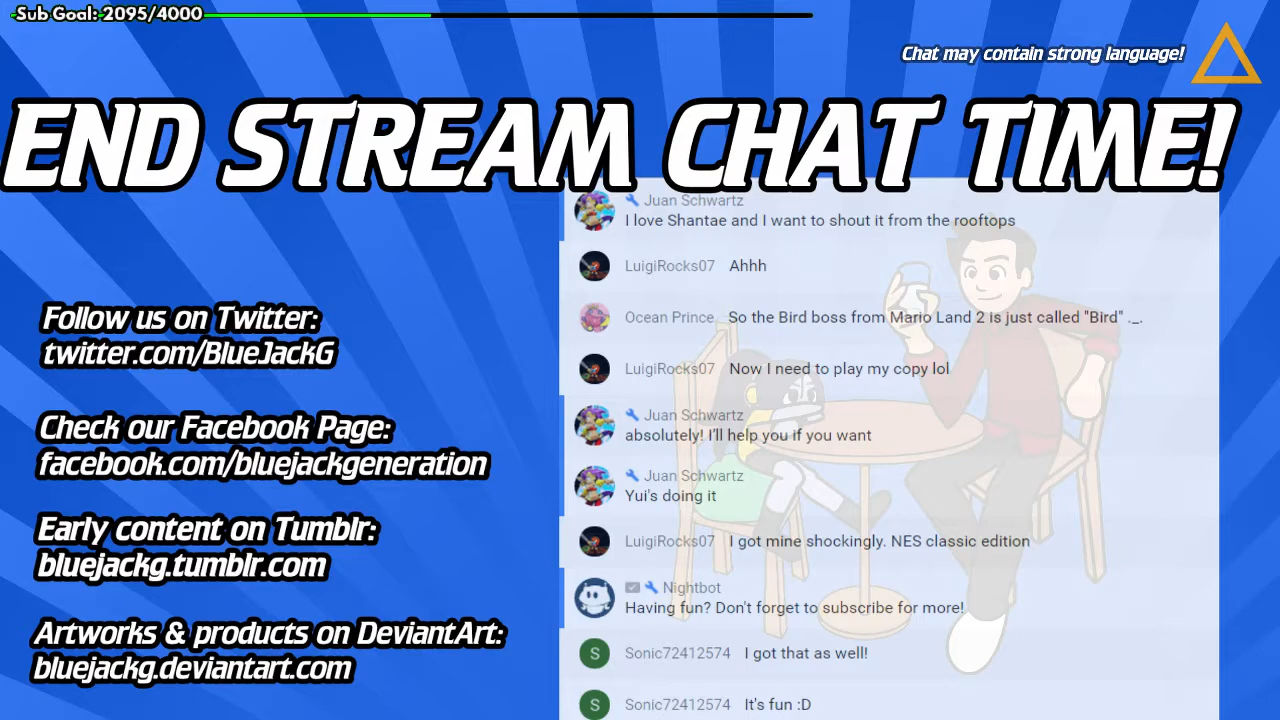 Sub Goal: 2095/4000
Chat may contain strong language!
END STREAM CHAT TIME!
Follow us on Twitter:
twitter.com/BlueJackG
Check our Facebook Page:
facebook.com/bluejackgeneration
Early content on Tumblr:
bluejackg.tumblr.com
Artworks & products on DeviantArt:
bluejackg.deviantart.com
Juan Schwartz
I love Shantae and I want to shout it from the rooftops
LuigiRocks07 Ahhh
Ocean Prince. So the Bird boss from Mario Land 2 is just called "Bird" ._.
LuigiRocks07 Now I need to play my copy lol
Juan Schwartz
absolutely! I'll help you if you want
Juan Schwartz
Yui's doing it
LuigiRocks07 I got mine shockingly. NES classic edition
Nightbot
Having fun? Don't forget to subscribe for more!
S Sonic72412574 I got that as well!
S Sonic72412574 It's fun :D